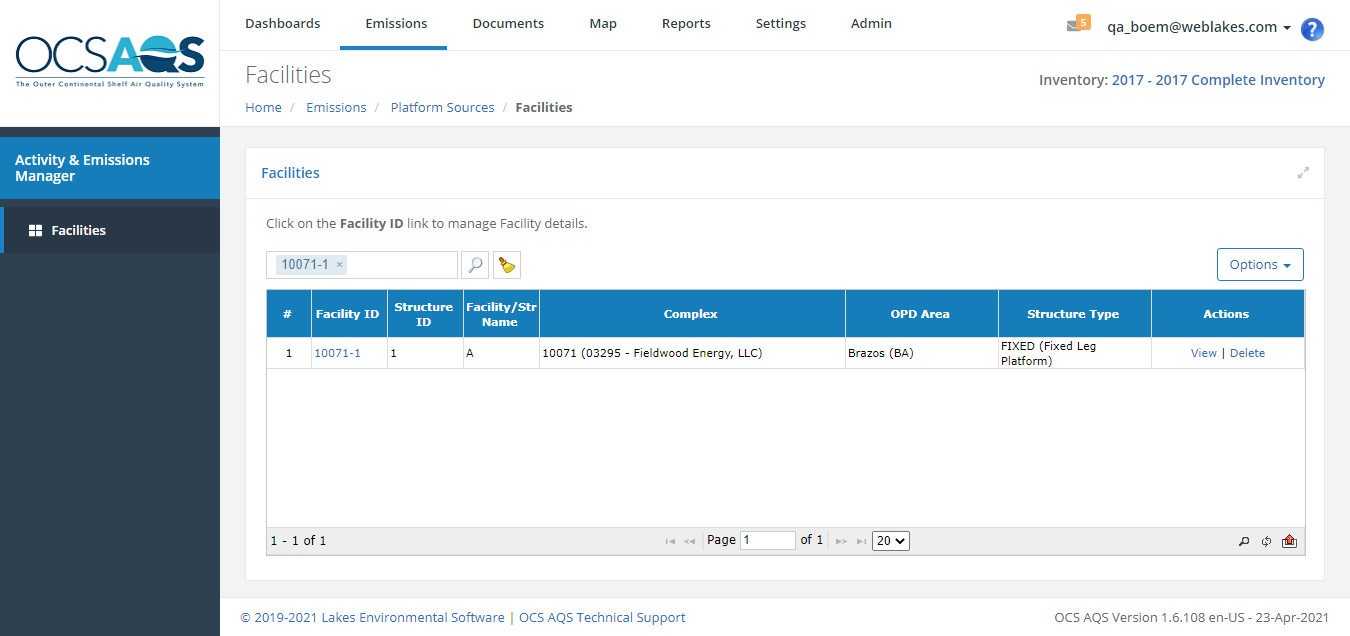 OCSAQS
The Outer Continental Shelf Air Quality System
Dashboards Emissions Documents Map Reports Settings Admin
5 qa_boem@weblakes.com ?
Facilities
Inventory: 2017 - 2017 Complete Inventory
Home / Emissions / Platform Sources / Facilities
Activity & Emissions
Manager
Facilities
Facilities
Click on the Facility ID link to manage Facility details.
10071-1 ×
Options
# Facility ID Structure ID Facility/Str Name Complex OPD Area Structure Type Actions
1 10071-1 1 A 10071 (03295 - Fieldwood Energy, LLC) Brazos (BA) FIXED (Fixed Leg Platform) View | Delete
1 - 1 of 1 Page 1 of 1 20
© 2019-2021 Lakes Environmental Software | OCS AQS Technical Support
OCS AQS Version 1.6.108 en-US - 23-Apr-2021